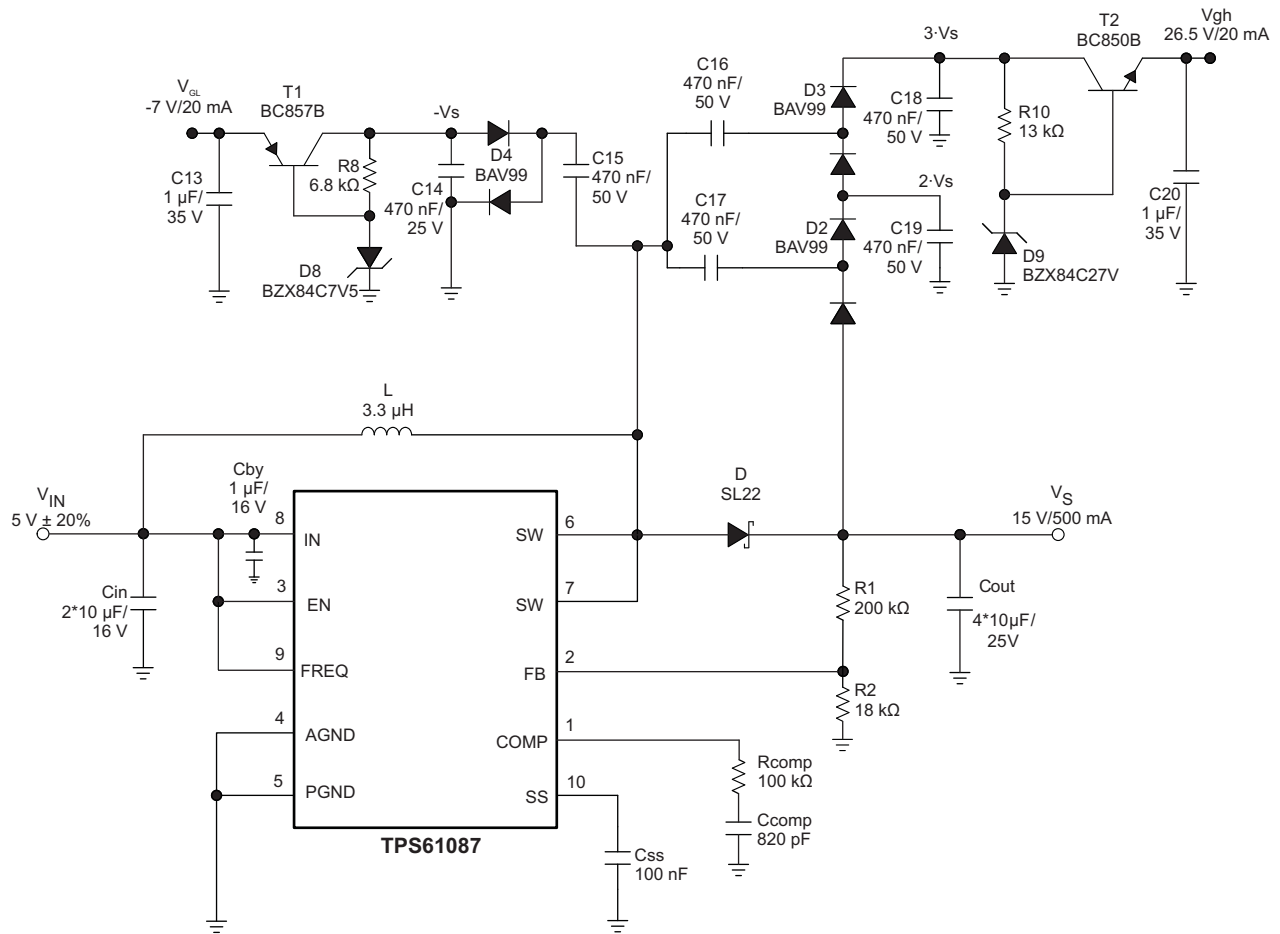 T2
BC850B
Vgh
26.5 V/20 mA
3·Vs
C16
470 nF/
50 V
D3
BAV99
C18
470 nF/
50 V
R10
13 kΩ
VGL
-7 V/20 mA
T1
BC857B
-Vs
D4
BAV99
C15
470 nF/
50 V
R8
6.8 kΩ
C14
470 nF/
25 V
C13
1 µF/
35 V
2·Vs
C17
470 nF/
50 V
D2
BAV99
C19
470 nF/
50 V
C20
1 µF/
35 V
D9
BZX84C27V
D8
BZX84C7V5
L
3.3 µH
Cby
1 µF/
16 V
VIN
5 V ± 20%
D
SL22
VS
15 V/500 mA
8
IN
6
SW
3
EN
7
SW
Cin
2*10 µF/
16 V
R1
200 kΩ
Cout
4*10µF/
25V
9
FREQ
2
FB
R2
18 kΩ
4
AGND
1
COMP
Rcomp
100 kΩ
5
PGND
10
SS
Ccomp
820 pF
TPS61087
Css
100 nF